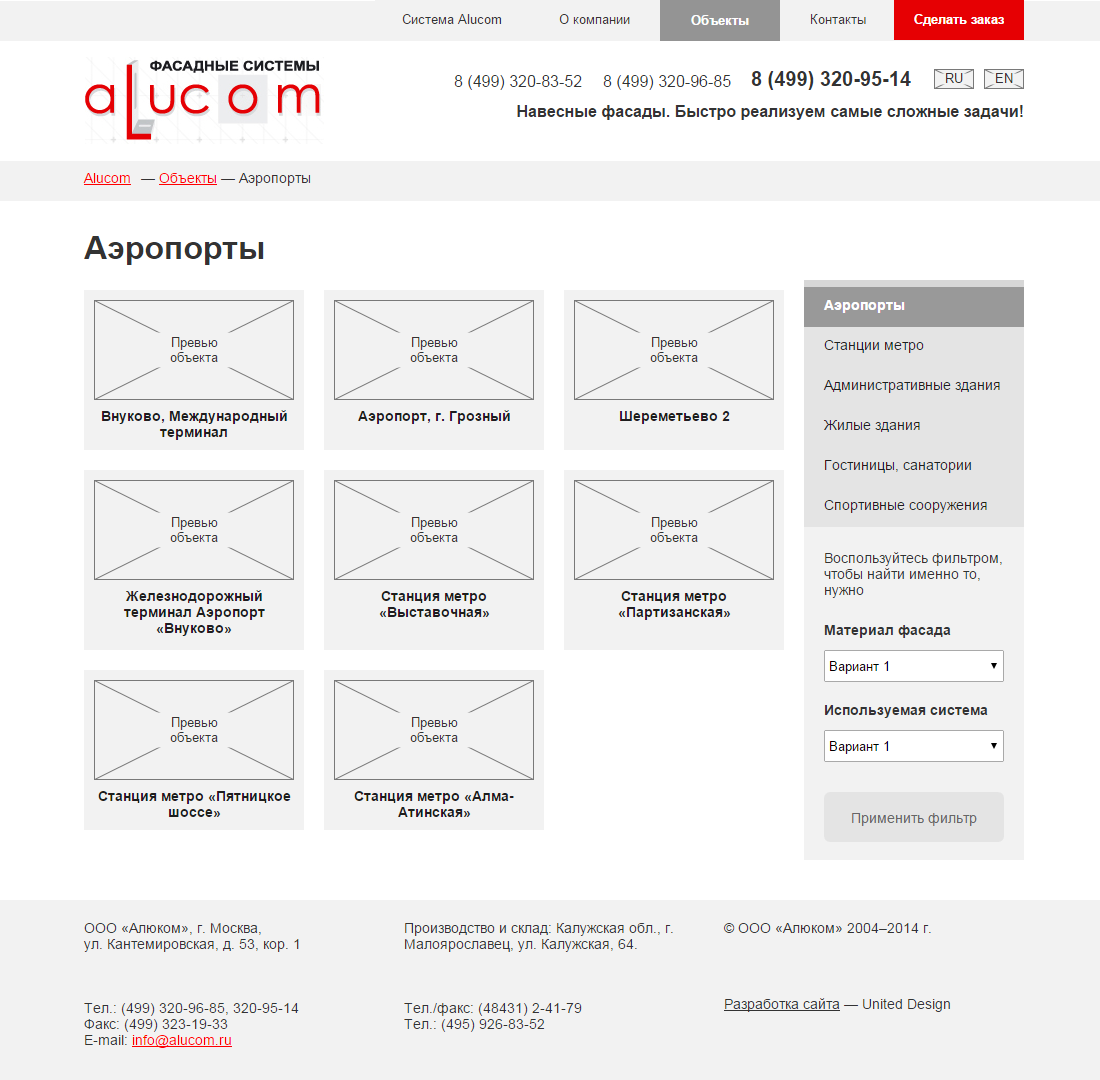 Система Alucom
О компании
Объекты
Контакты
Сделать заказ
ФАСАДНЫЕ СИСТЕМЫ
aLucom
8 (499) 320-83-52
8 (499) 320-96-85
8 (499) 320-95-14
RU
EN
Навесные фасады. Быстро реализуем самые сложные задачи!
Alucom — Объекты — Аэропорты
Аэропорты
Превью
объекта
Внуково, Международный
терминал
Превью
объекта
Аэропорт, г. Грозный
Превью
объекта
Шереметьево 2
Превью
объекта
Железнодорожный
терминал Аэропорт
«Внуково»
Превью
объекта
Станция метро
«Выставочная»
Превью
объекта
Станция метро
«Партизанская»
Превью
объекта
Станция метро «Пятницкое
шоссе»
Превью
объекта
Станция метро «Алма-
Атинская»
Аэропорты
Станции метро
Административные здания
Жилые здания
Гостиницы, санатории
Спортивные сооружения
Воспользуйтесь фильтром,
чтобы найти именно то,
нужно
Материал фасада
Вариант 1
Используемая система
Вариант 1
Применить фильтр
ООО «Алюком», г. Москва,
ул. Кантемировская, д. 53, кор. 1
Тел.: (499) 320-96-85, 320-95-14
Факс: (499) 323-19-33
E-mail: info@alucom.ru
Производство и склад: Калужская обл., г.
Малоярославец, ул. Калужская, 64.
Тел./факс: (48431) 2-41-79
Тел.: (495) 926-83-52
© ООО «Алюком» 2004–2014 г.
Разработка сайта — United Design